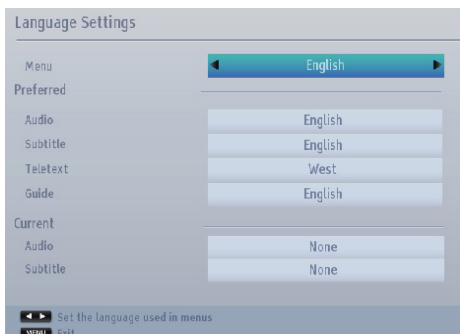 Language Settings
Menu English
Preferred
Audio English
Subtitle English
Teletext West
Guide English
Current
Audio None
Subtitle None
Set the language used in menus
MENU Exit